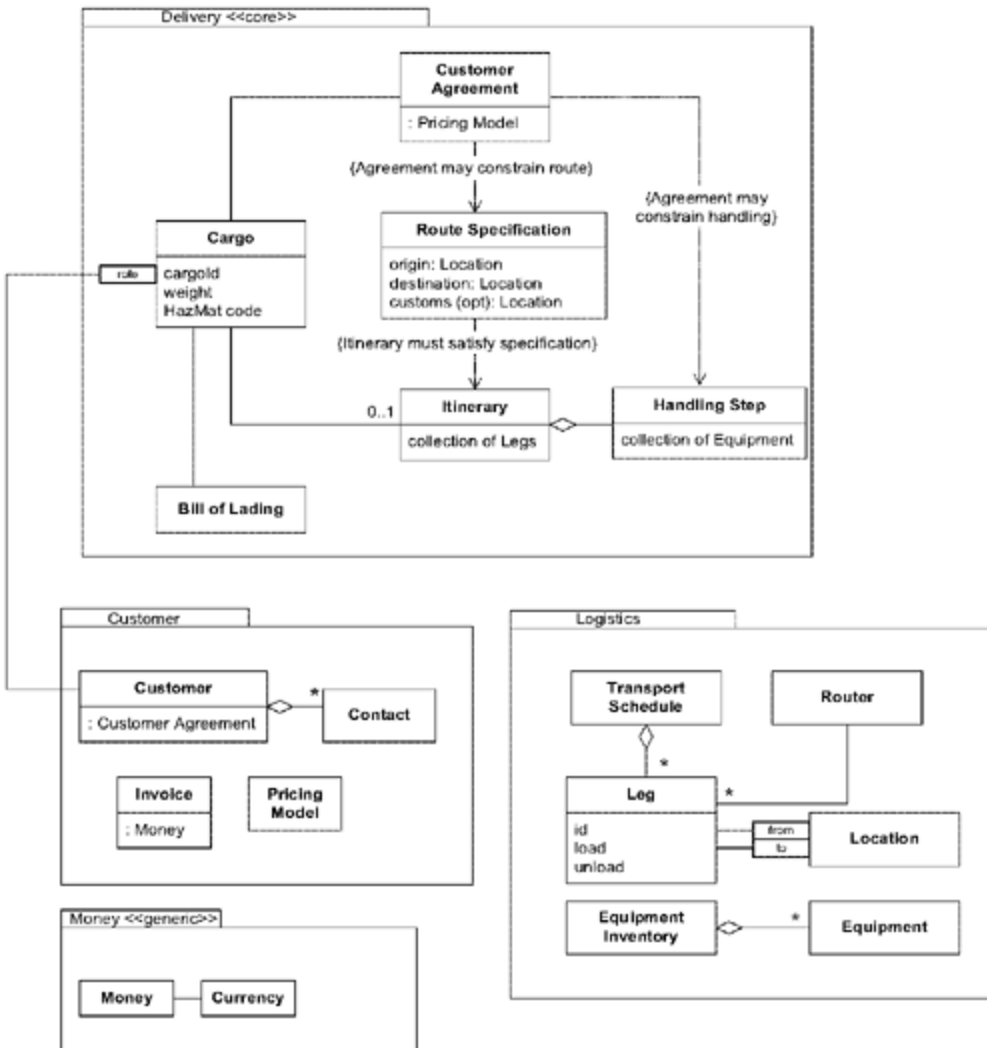 Delivery <<core>>
Customer
Agreement
: Pricing Model
{Agreement may constrain route}
{Agreement may
constrain handling}
Route Specification
origin: Location
destination: Location
customs (opt): Location
Cargo
role
cargoId
weight
HazMat code
{Itinerary must satisfy specification}
0..1
Itinerary
collection of Legs
Handling Step
collection of Equipment
Bill of Lading
Customer
Customer
: Customer Agreement
*
Contact
Invoice
: Money
Pricing
Model
Money <<generic>>
Money
Currency
Logistics
Transport
Schedule
Router
*
Leg
*
id
load
unload
from
to
Location
Equipment
Inventory
*
Equipment